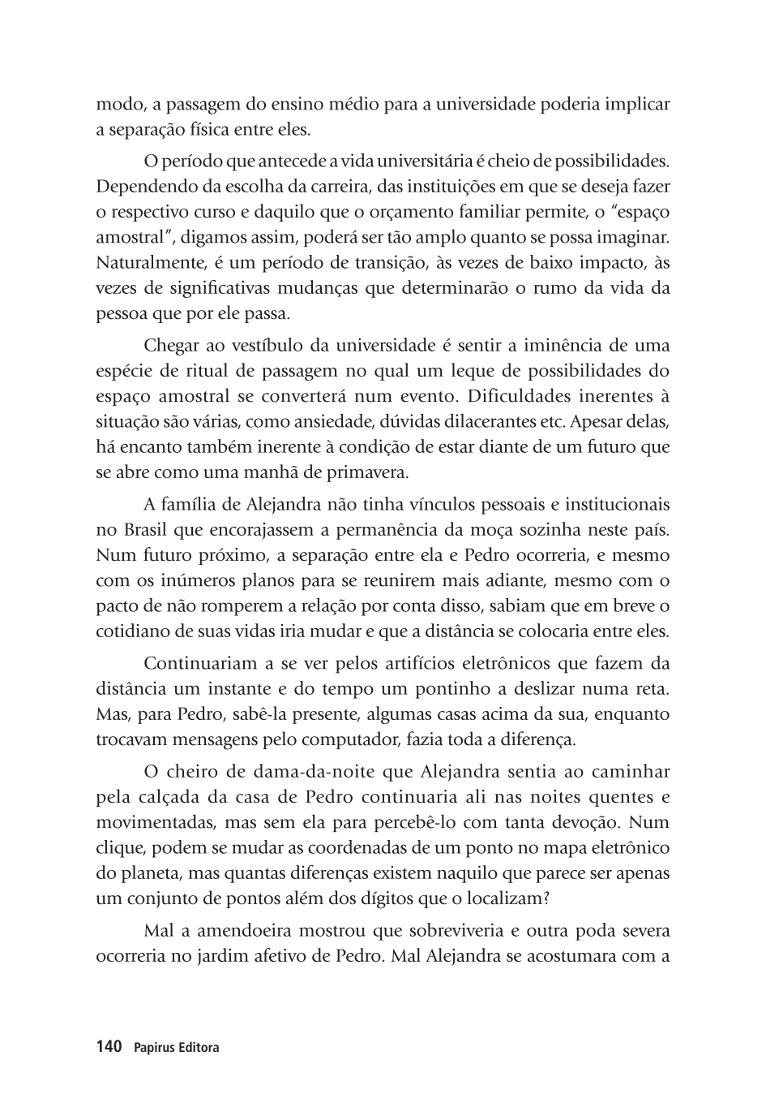 modo, a passagem do ensino médio para a universidade poderia implicar
a separação física entre eles.
O período que antecede a vida universitária é cheio de possibilidades.
Dependendo da escolha da carreira, das instituições em que se deseja fazer
o respectivo curso e daquilo que o orçamento familiar permite, o “espaço
amostral”, digamos assim, poderá ser tão amplo quanto se possa imaginar.
Naturalmente, é um período de transição, às vezes de baixo impacto, às
vezes de significativas mudanças que determinarão o rumo da vida da
pessoa que por ele passa.
Chegar ao vestíbulo da universidade é sentir a iminência de uma
espécie de ritual de passagem no qual um leque de possibilidades do
espaço amostral se converterá num evento. Dificuldades inerentes à
situação são várias, como ansiedade, dúvidas dilacerantes etc. Apesar delas,
há encanto também inerente à condição de estar diante de um futuro que
se abre como uma manhã de primavera.
A família de Alejandra não tinha vínculos pessoais e institucionais
no Brasil que encorajassem a permanência da moça sozinha neste país.
Num futuro próximo, a separação entre ela e Pedro ocorreria, e mesmo
com os inúmeros planos para se reunirem mais adiante, mesmo com o
pacto de não romperem a relação por conta disso, sabiam que em breve o
cotidiano de suas vidas iria mudar e que a distância se colocaria entre eles.
Continuariam a se ver pelos artifícios eletrônicos que fazem da
distância um instante e do tempo um pontinho a deslizar numa reta.
Mas, para Pedro, sabê-la presente, algumas casas acima da sua, enquanto
trocavam mensagens pelo computador, fazia toda a diferença.
O cheiro de dama-da-noite que Alejandra sentia ao caminhar
pela calçada da casa de Pedro continuaria ali nas noites quentes e
movimentadas, mas sem ela para percebê-lo com tanta devoção. Num
clique, podem se mudar as coordenadas de um ponto no mapa eletrônico
do planeta, mas quantas diferenças existem naquilo que parece ser apenas
um conjunto de pontos além dos dígitos que o localizam?
Mal a amendoeira mostrou que sobreviveria e outra poda severa
ocorreria no jardim afetivo de Pedro. Mal Alejandra se acostumara com a
140 Papirus Editora